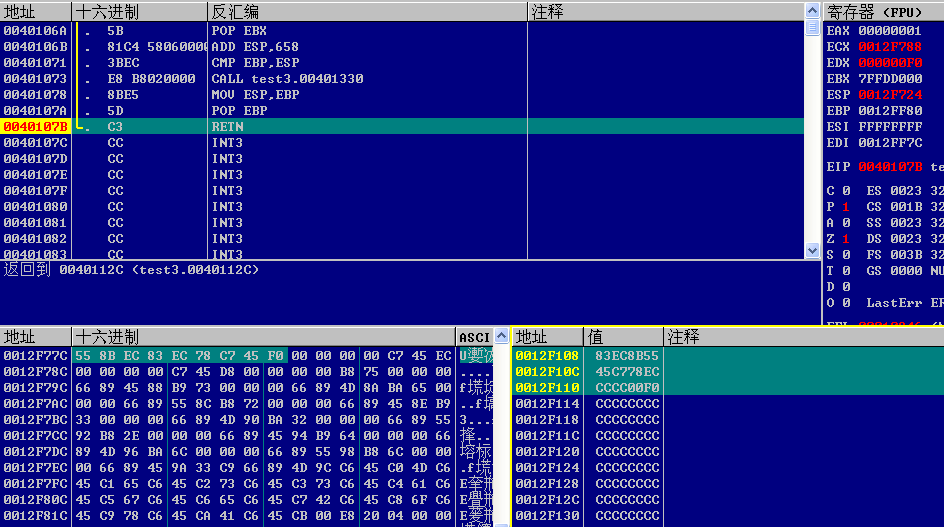 地址 十六进制 反汇编 注释
0040106A . 5B POP EBX
0040106B . 81C4 58060000 ADD ESP,658
00401071 . 3BEC CMP EBP,ESP
00401073 . E8 B8020000 CALL test3.00401330
00401078 . 8BE5 MOV ESP,EBP
0040107A . 5D POP EBP
0040107B . C3 RETN
0040107C CC INT3
0040107D CC INT3
0040107E CC INT3
0040107F CC INT3
00401080 CC INT3
00401081 CC INT3
00401082 CC INT3
00401083 CC INT3
返回到 0040112C (test3.0040112C)
寄存器 (FPU)
EAX 00000001
ECX 0012F788
EDX 000000F0
EBX 7FFDD000
ESP 0012F724
EBP 0012FF80
ESI FFFFFFFF
EDI 0012FF7C
EIP 0040107B te
C 0 ES 0023 32
P 1 CS 001B 32
A 0 SS 0023 32
Z 1 DS 0023 32
S 0 FS 003B 32
T 0 GS 0000 NU
D 0
O 0 LastErr ER
地址 十六进制 ASCI
0012F77C 55 8B EC 83 EC 78 C7 45 F0 00 00 00 00 C7 45 EC
0012F78C 00 00 00 00 C7 45 D8 00 00 00 00 B8 75 00 00 00 ....
0012F79C 66 89 45 88 B9 73 00 00 00 66 89 4D 8A BA 65 00
0012F7AC 00 00 66 89 55 8C B8 72 00 00 00 66 89 45 8E B9
0012F7BC 33 00 00 00 66 89 4D 90 BA 32 00 00 00 66 89 55
0012F7CC 92 B8 2E 00 00 00 66 89 45 94 B9 64 00 00 00 66
0012F7DC 89 4D 96 BA 6C 00 00 00 66 89 55 98 B8 6C 00 00
0012F7EC 00 66 89 45 9A 33 C9 66 89 4D 9C C6 45 C0 4D C6
0012F7FC 45 C1 65 C6 45 C2 73 C6 45 C3 73 C6 45 C4 61 C6
0012F80C 45 C5 67 C6 45 C6 65 C6 45 C7 42 C6 45 C8 6F C6
0012F81C 45 C9 78 C6 45 CA 41 C6 45 CB 00 E8 20 04 00 00
地址 值 注释
0012F108 83EC8B55
0012F10C 45C778EC
0012F110 CCCC00F0
0012F114 CCCCCCCC
0012F118 CCCCCCCC
0012F11C CCCCCCCC
0012F120 CCCCCCCC
0012F124 CCCCCCCC
0012F128 CCCCCCCC
0012F12C CCCCCCCC
0012F130 CCCCCCCC